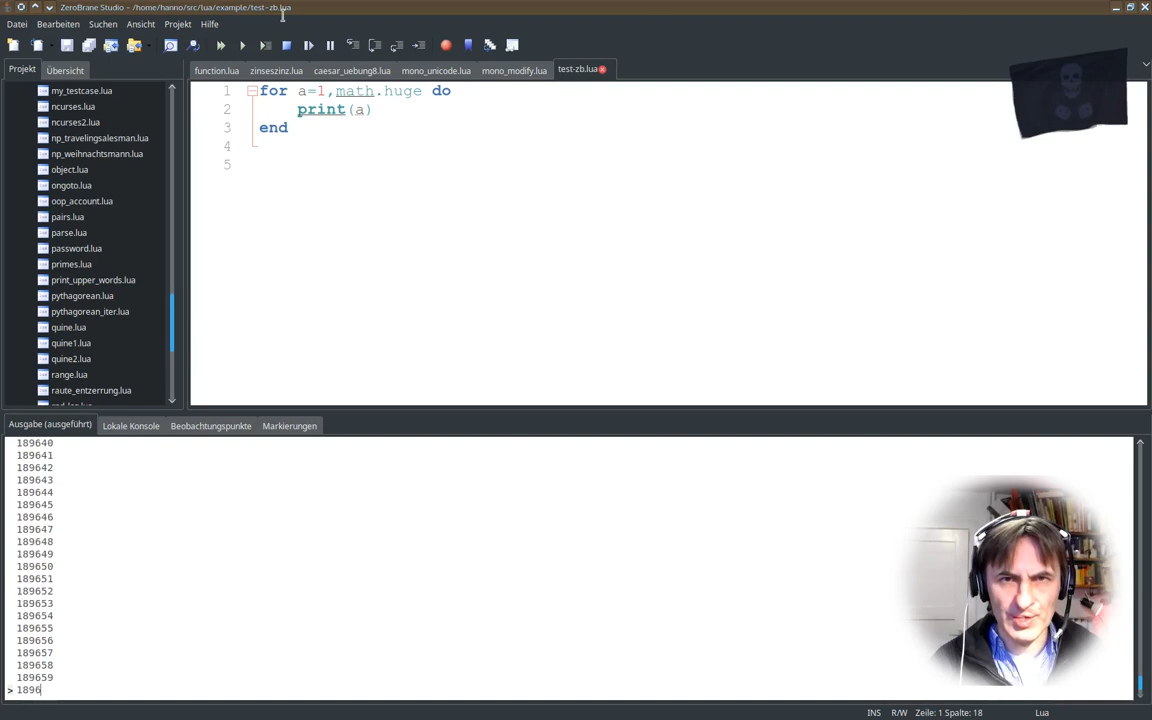 ZeroBrane Studio - /home/hanno/src/lua/example/test-zb.lua
Datei Bearbeiten Suchen Ansicht Projekt Hilfe
Projekt Übersicht
function.lua zinseszinz.lua caesar_uebung8.lua mono_unicode.lua mono_modify.lua test-zb.lua
my_testcase.lua
ncurses.lua
ncurses2.lua
np_travelingsalesman.lua
np_weihnachtsmann.lua
object.lua
ongoto.lua
oop_account.lua
pairs.lua
parse.lua
password.lua
primes.lua
print_upper_words.lua
pythagorean.lua
pythagorean_iter.lua
quine.lua
quine1.lua
quine2.lua
range.lua
raute_entzerrung.lua
1 for a=1,math.huge do
2 print(a)
3 end
4
5
Ausgabe (ausgeführt) Lokale Konsole Beobachtungspunkte Markierungen
189640
189641
189642
189643
189644
189645
189646
189647
189648
189649
189650
189651
189652
189653
189654
189655
189656
189657
189658
189659
> 1896
INS R/W Zeile: 1 Spalte: 18 Lua